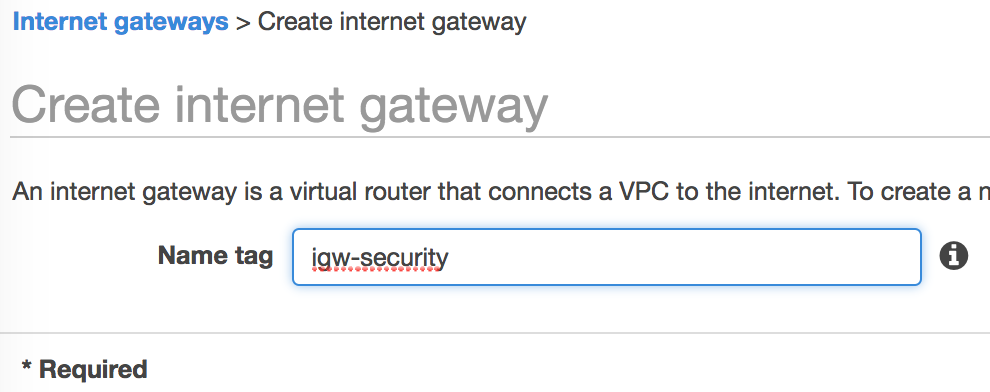 Internet gateways > Create internet gateway
Create internet gateway
An internet gateway is a virtual router that connects a VPC to the internet. To create a n
Name tag igw-security
* Required